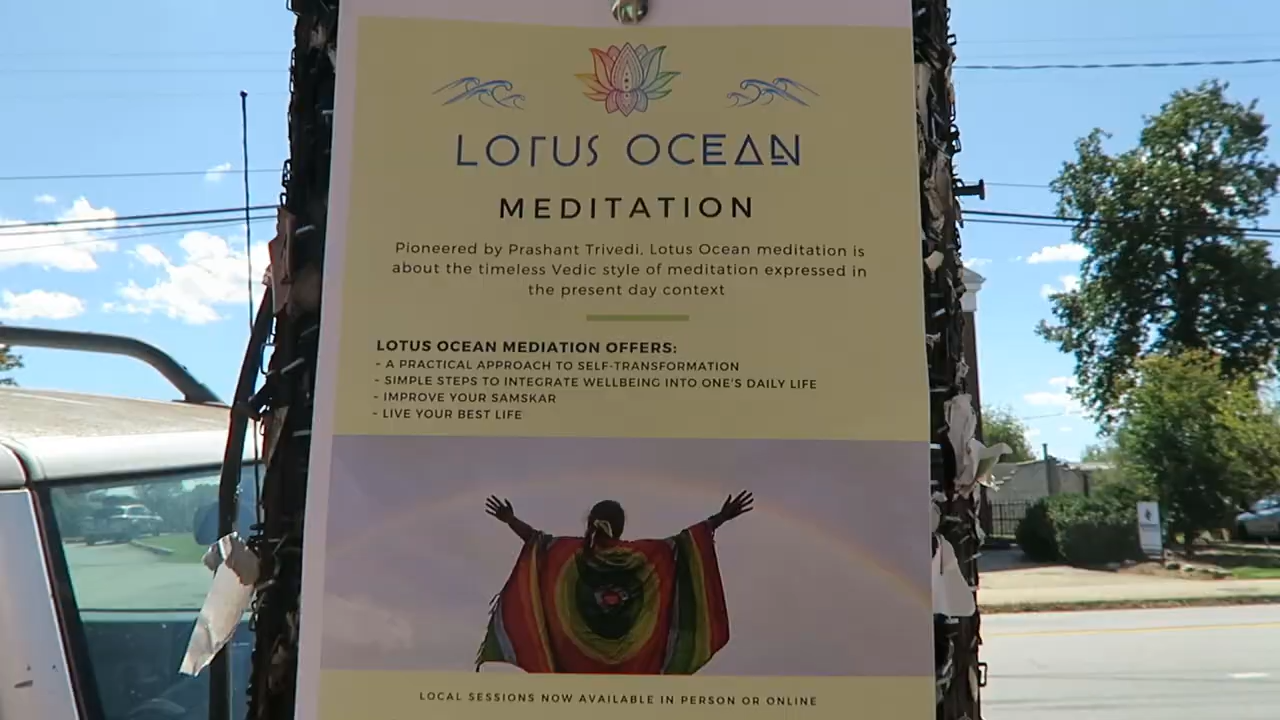 LOTUS OCEAN
MEDITATION
Pioneered by Prashant Trivedi, Lotus Ocean meditation is
about the timeless Vedic style of meditation expressed in
the present day context
LOTUS OCEAN MEDIATION OFFERS:
- A PRACTICAL APPROACH TO SELF-TRANSFORMATION
- SIMPLE STEPS TO INTEGRATE WELLBEING INTO ONE'S DAILY LIFE
- IMPROVE YOUR SAMSKAR
- LIVE YOUR BEST LIFE
LOCAL SESSIONS NOW AVAILABLE IN PERSON OR ONLINE